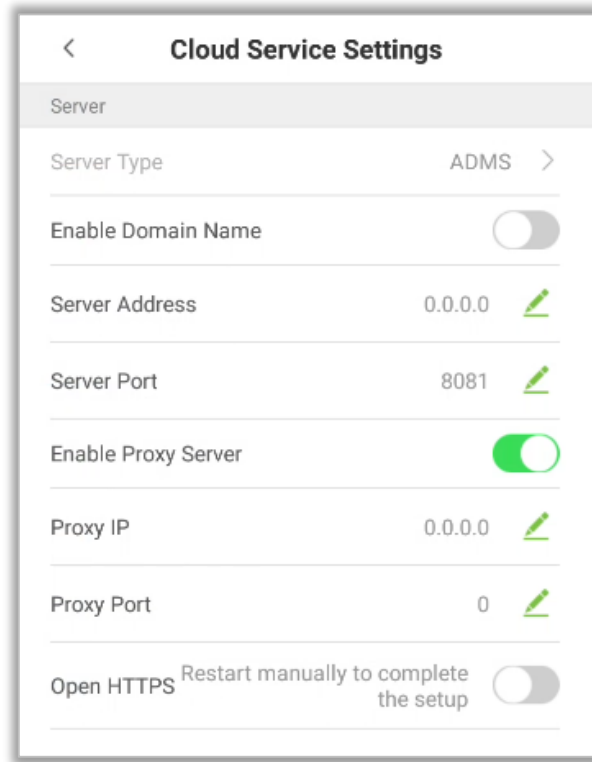 Cloud Service Settings
Server
Server Type ADMS
Enable Domain Name
Server Address 0.0.0.0
Server Port 8081
Enable Proxy Server
Proxy IP 0.0.0.0
Proxy Port 0
Open HTTPS Restart manually to complete
the setup